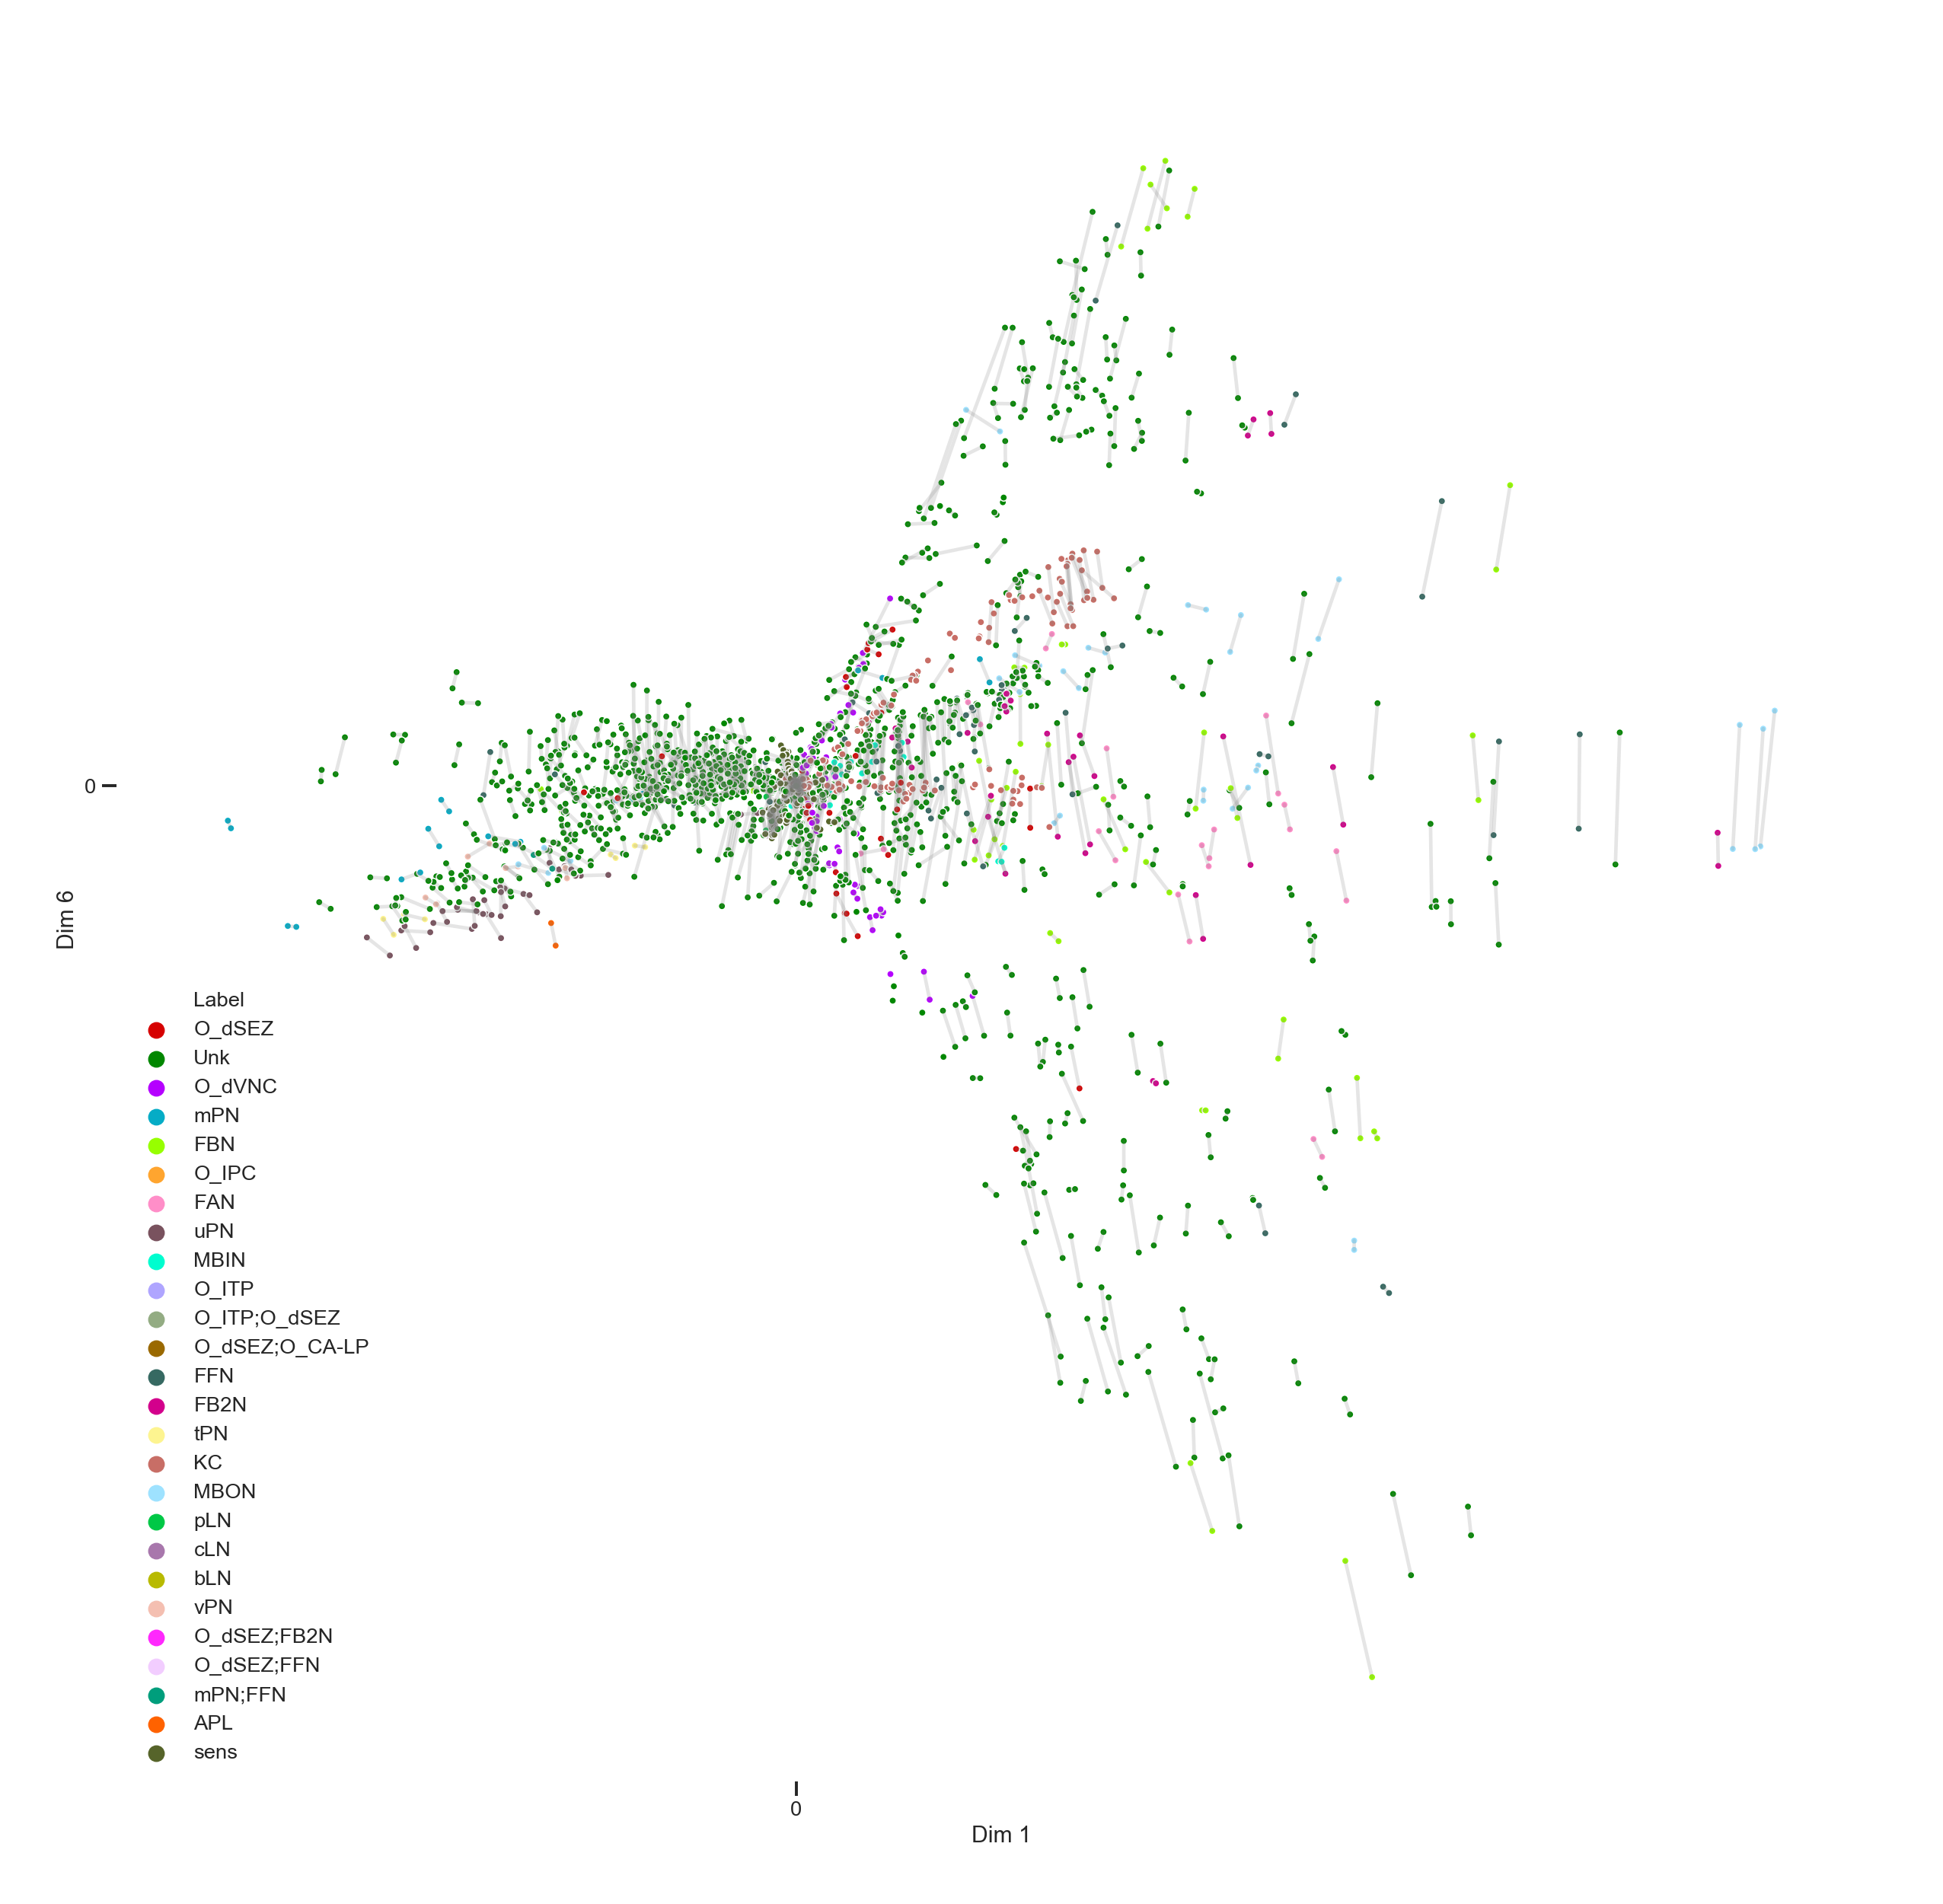 0
Dim 6
Label
O_dSEZ
Unk
O_dVNC
mPN
FBN
O_IPC
FAN
uPN
MBIN
O_ITP
O_ITP;O_dSEZ
O_dSEZ;O_CA-LP
FFN
FB2N
tPN
KC
MBON
pLN
cLN
bLN
vPN
O_dSEZ;FB2N
O_dSEZ;FFN
mPN;FFN
APL
sens
0
Dim 1